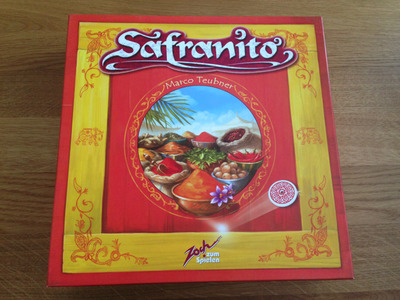 Safranito
Marco Teubner
Zoch
zum
Spielen